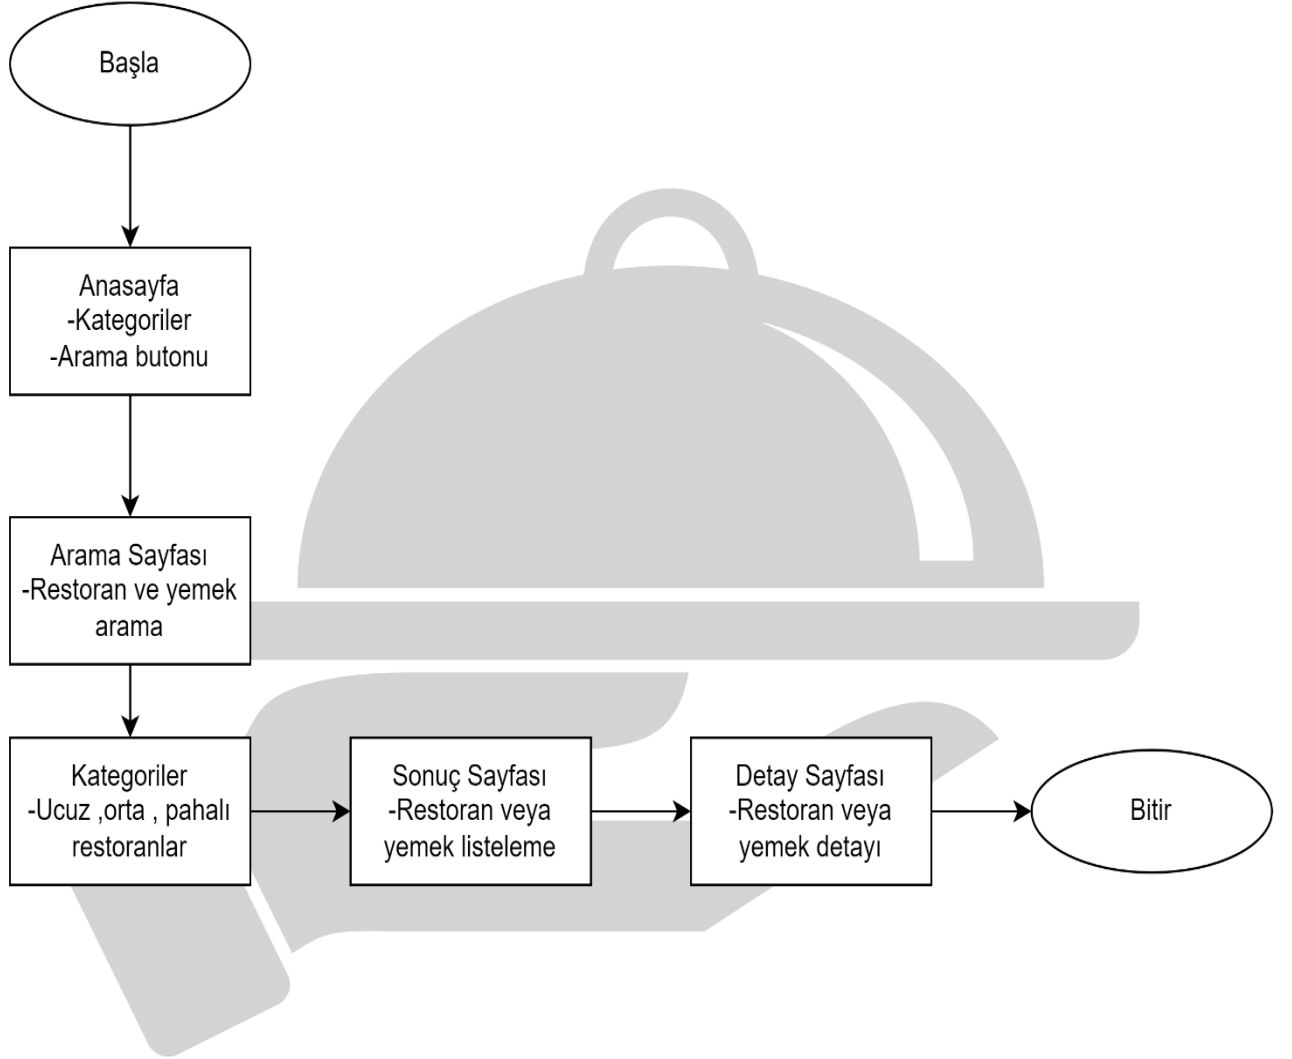 Başla
Anasayfa
-Kategoriler
-Arama butonu
Arama Sayfası
-Restoran ve yemek
arama
Kategoriler
-Ucuz ,orta , pahalı
restoranlar
Sonuç Sayfası
-Restoran veya
yemek listeleme
Detay Sayfası
-Restoran veya
yemek detayı
Bitir